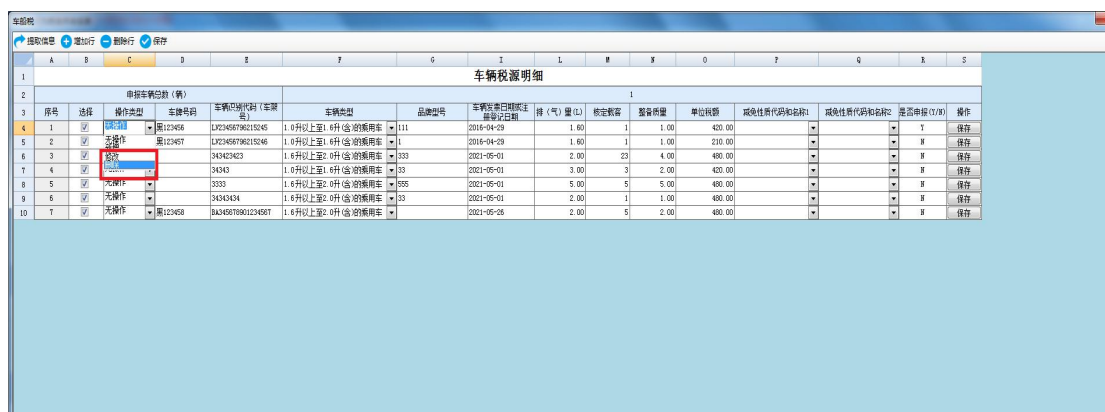 车船税
提取信息 增加行 删除行 保存
A B C D E F G I L M N O P Q R S
1 车辆税源明细
2 申报车辆总数（辆） 1
3 序号 选择 操作类型 车牌号码 车辆识别代码（车架号） 车辆类型 品牌型号 车辆发票日期或注册登记日期 排（气）量(L) 核定载客 整备质量 单位税额 减免性质代码和名称1 减免性质代码和名称2 是否申报(Y/N) 操作
4 1 无操作 黑123456 LV23456796215245 1.0升以上至1.6升(含)的乘用车 111 2016-04-29 1.60 1 1.00 420.00 Y 保存
5 2 无操作 黑123457 LV23456796215246 1.0升以上至1.6升(含)的乘用车 1 2016-04-29 1.60 1 1.00 210.00 N 保存
6 3 修改 343423423 1.6升以上至2.0升(含)的乘用车 333 2021-05-01 2.00 23 4.00 480.00 N 保存
7 4 34343 1.6升以上至2.0升(含)的乘用车 33 2021-05-01 3.00 3 2.00 420.00 N 保存
8 5 无操作 3333 1.6升以上至2.0升(含)的乘用车 555 2021-05-01 5.00 5 5.00 480.00 N 保存
9 6 无操作 34343434 1.6升以上至2.0升(含)的乘用车 33 2021-05-01 2.00 1 1.00 480.00 N 保存
10 7 无操作 黑123458 BA345678901234567 1.6升以上至2.0升(含)的乘用车 2021-05-26 2.00 5 2.00 480.00 N 保存